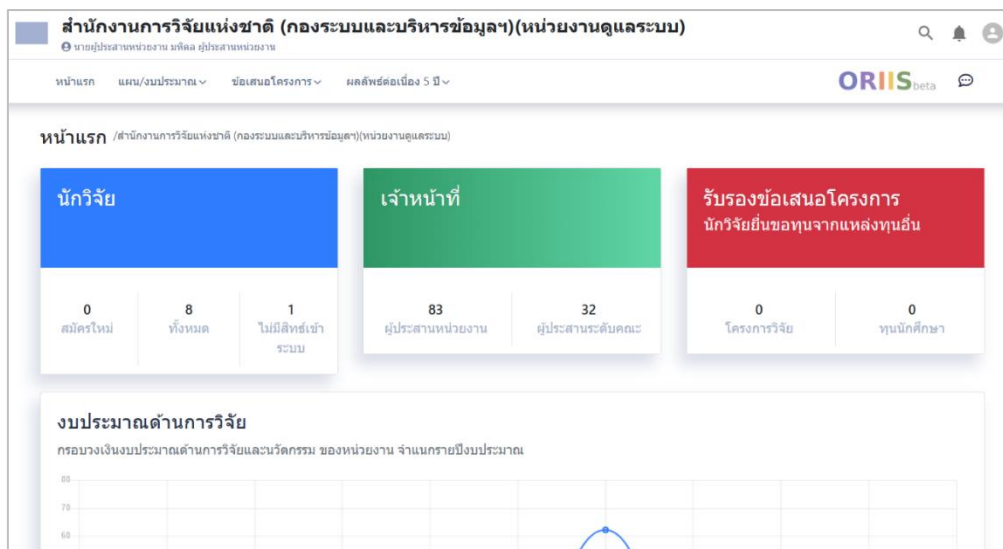 สำนักงานการวิจัยแห่งชาติ (กองระบบและบริหารข้อมูลฯ)(หน่วยงานดูแลระบบ)
นายผู้ประสานหน่วยงาน มหิดล ผู้ประสานหน่วยงาน
หน้าแรก แผน/งบประมาณ ข้อเสนอโครงการ ผลลัพธ์ต่อเนื่อง 5 ปี ORIIS beta
หน้าแรก /สำนักงานการวิจัยแห่งชาติ (กองระบบและบริหารข้อมูลฯ)(หน่วยงานดูแลระบบ)
นักวิจัย
0 8 1
สมัครใหม่ ทั้งหมด ไม่มีสิทธ์เข้า
ระบบ
เจ้าหน้าที่
83 32
ผู้ประสานหน่วยงาน ผู้ประสานระดับคณะ
รับรองข้อเสนอโครงการ
นักวิจัยยื่นขอทุนจากแหล่งทุนอื่น
0 0
โครงการวิจัย ทุนนักศึกษา
งบประมาณด้านการวิจัย
กรอบวงเงินงบประมาณด้านการวิจัยและนวัตกรรม ของหน่วยงาน จำแนกรายปีงบประมาณ
80
70
60